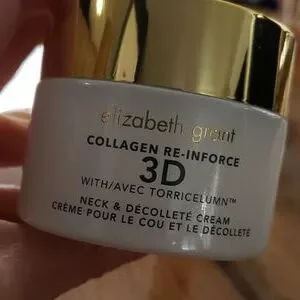 elizabeth grant
COLLAGEN RE-INFORCE
3D
WITH/AVEC TORRICELUMN™
NECK & DÉCOLLETÉ CREAM
CRÈME POUR LE COU ET LE DÉCOLLETÉ